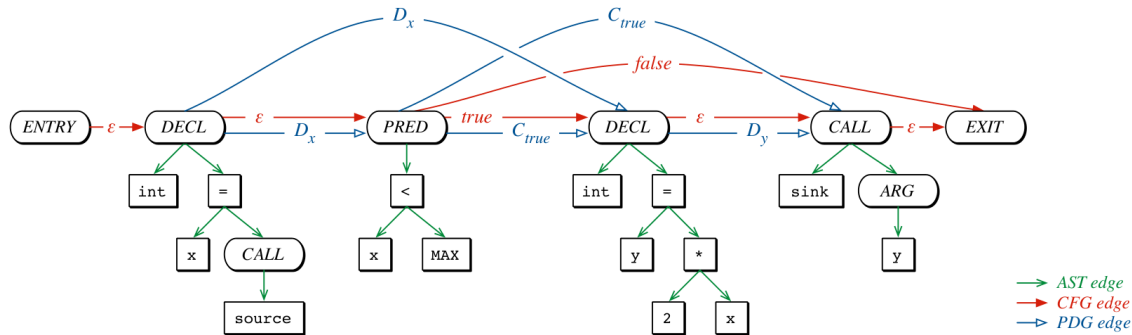 D_x
C_true
false
ENTRY ε DECL ε PRED true DECL ε CALL ε EXIT
D_x C_true D_y
int = < int = sink ARG
x CALL x MAX y * y
source 2 x
AST edge
CFG edge
PDG edge